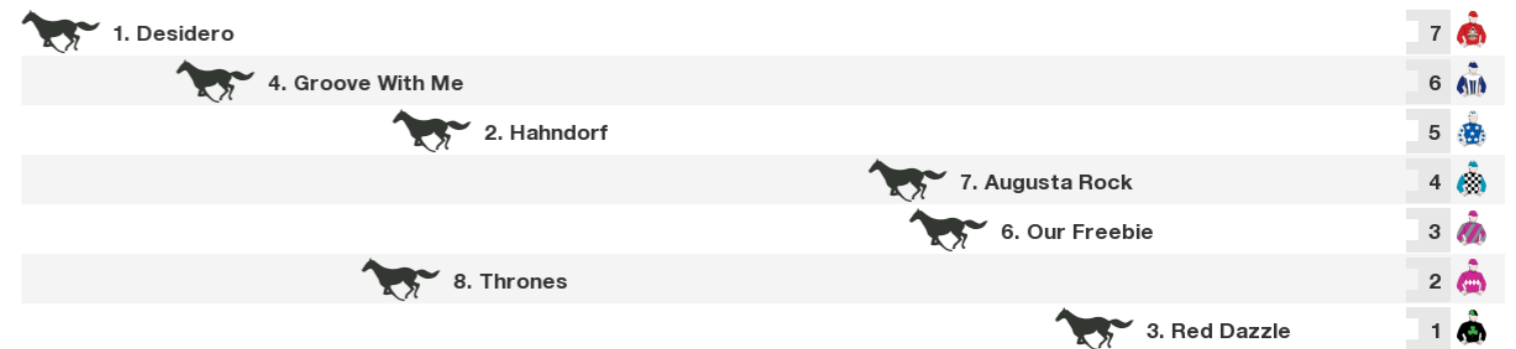 1. Desidero 7
4. Groove With Me 6
2. Hahndorf 5
7. Augusta Rock 4
6. Our Freebie 3
8. Thrones 2
3. Red Dazzle 1